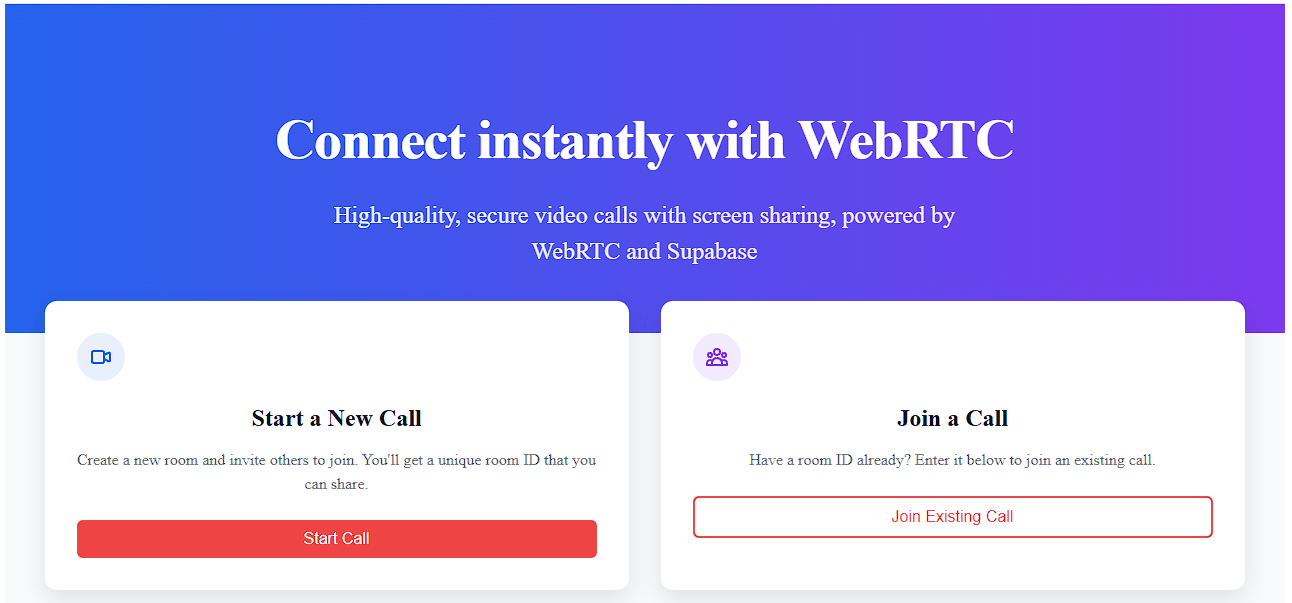 Connect instantly with WebRTC
High-quality, secure video calls with screen sharing, powered by
WebRTC and Supabase
Start a New Call
Create a new room and invite others to join. You'll get a unique room ID that you
can share.
Start Call
Join a Call
Have a room ID already? Enter it below to join an existing call.
Join Existing Call